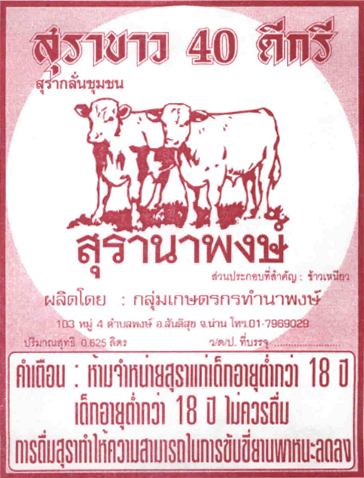 สุราขาว 40 ดีกรี
สุรากลั่นชุมชน
สุรานาพงษ์
ส่วนประกอบที่สำคัญ : ข้าวเหนียว
ผลิตโดย : กลุ่มเกษตรกรทำนาพงษ์
103 หมู่ 4 ตำบลพงษ์ อ.สันติสุข จ.น่าน โทร.01-7969029
ปริมาณสุทธิ 0.625 ลิตร ว/ด/ป. ที่บรรจุ ....................
คำเตือน : ห้ามจำหน่ายสุราแก่เด็กอายุต่ำกว่า 18 ปี
เด็กอายุต่ำกว่า 18 ปี ไม่ควรดื่ม
การดื่มสุราทำให้ความสามารถในการขับขี่ยานพาหนะลดลง